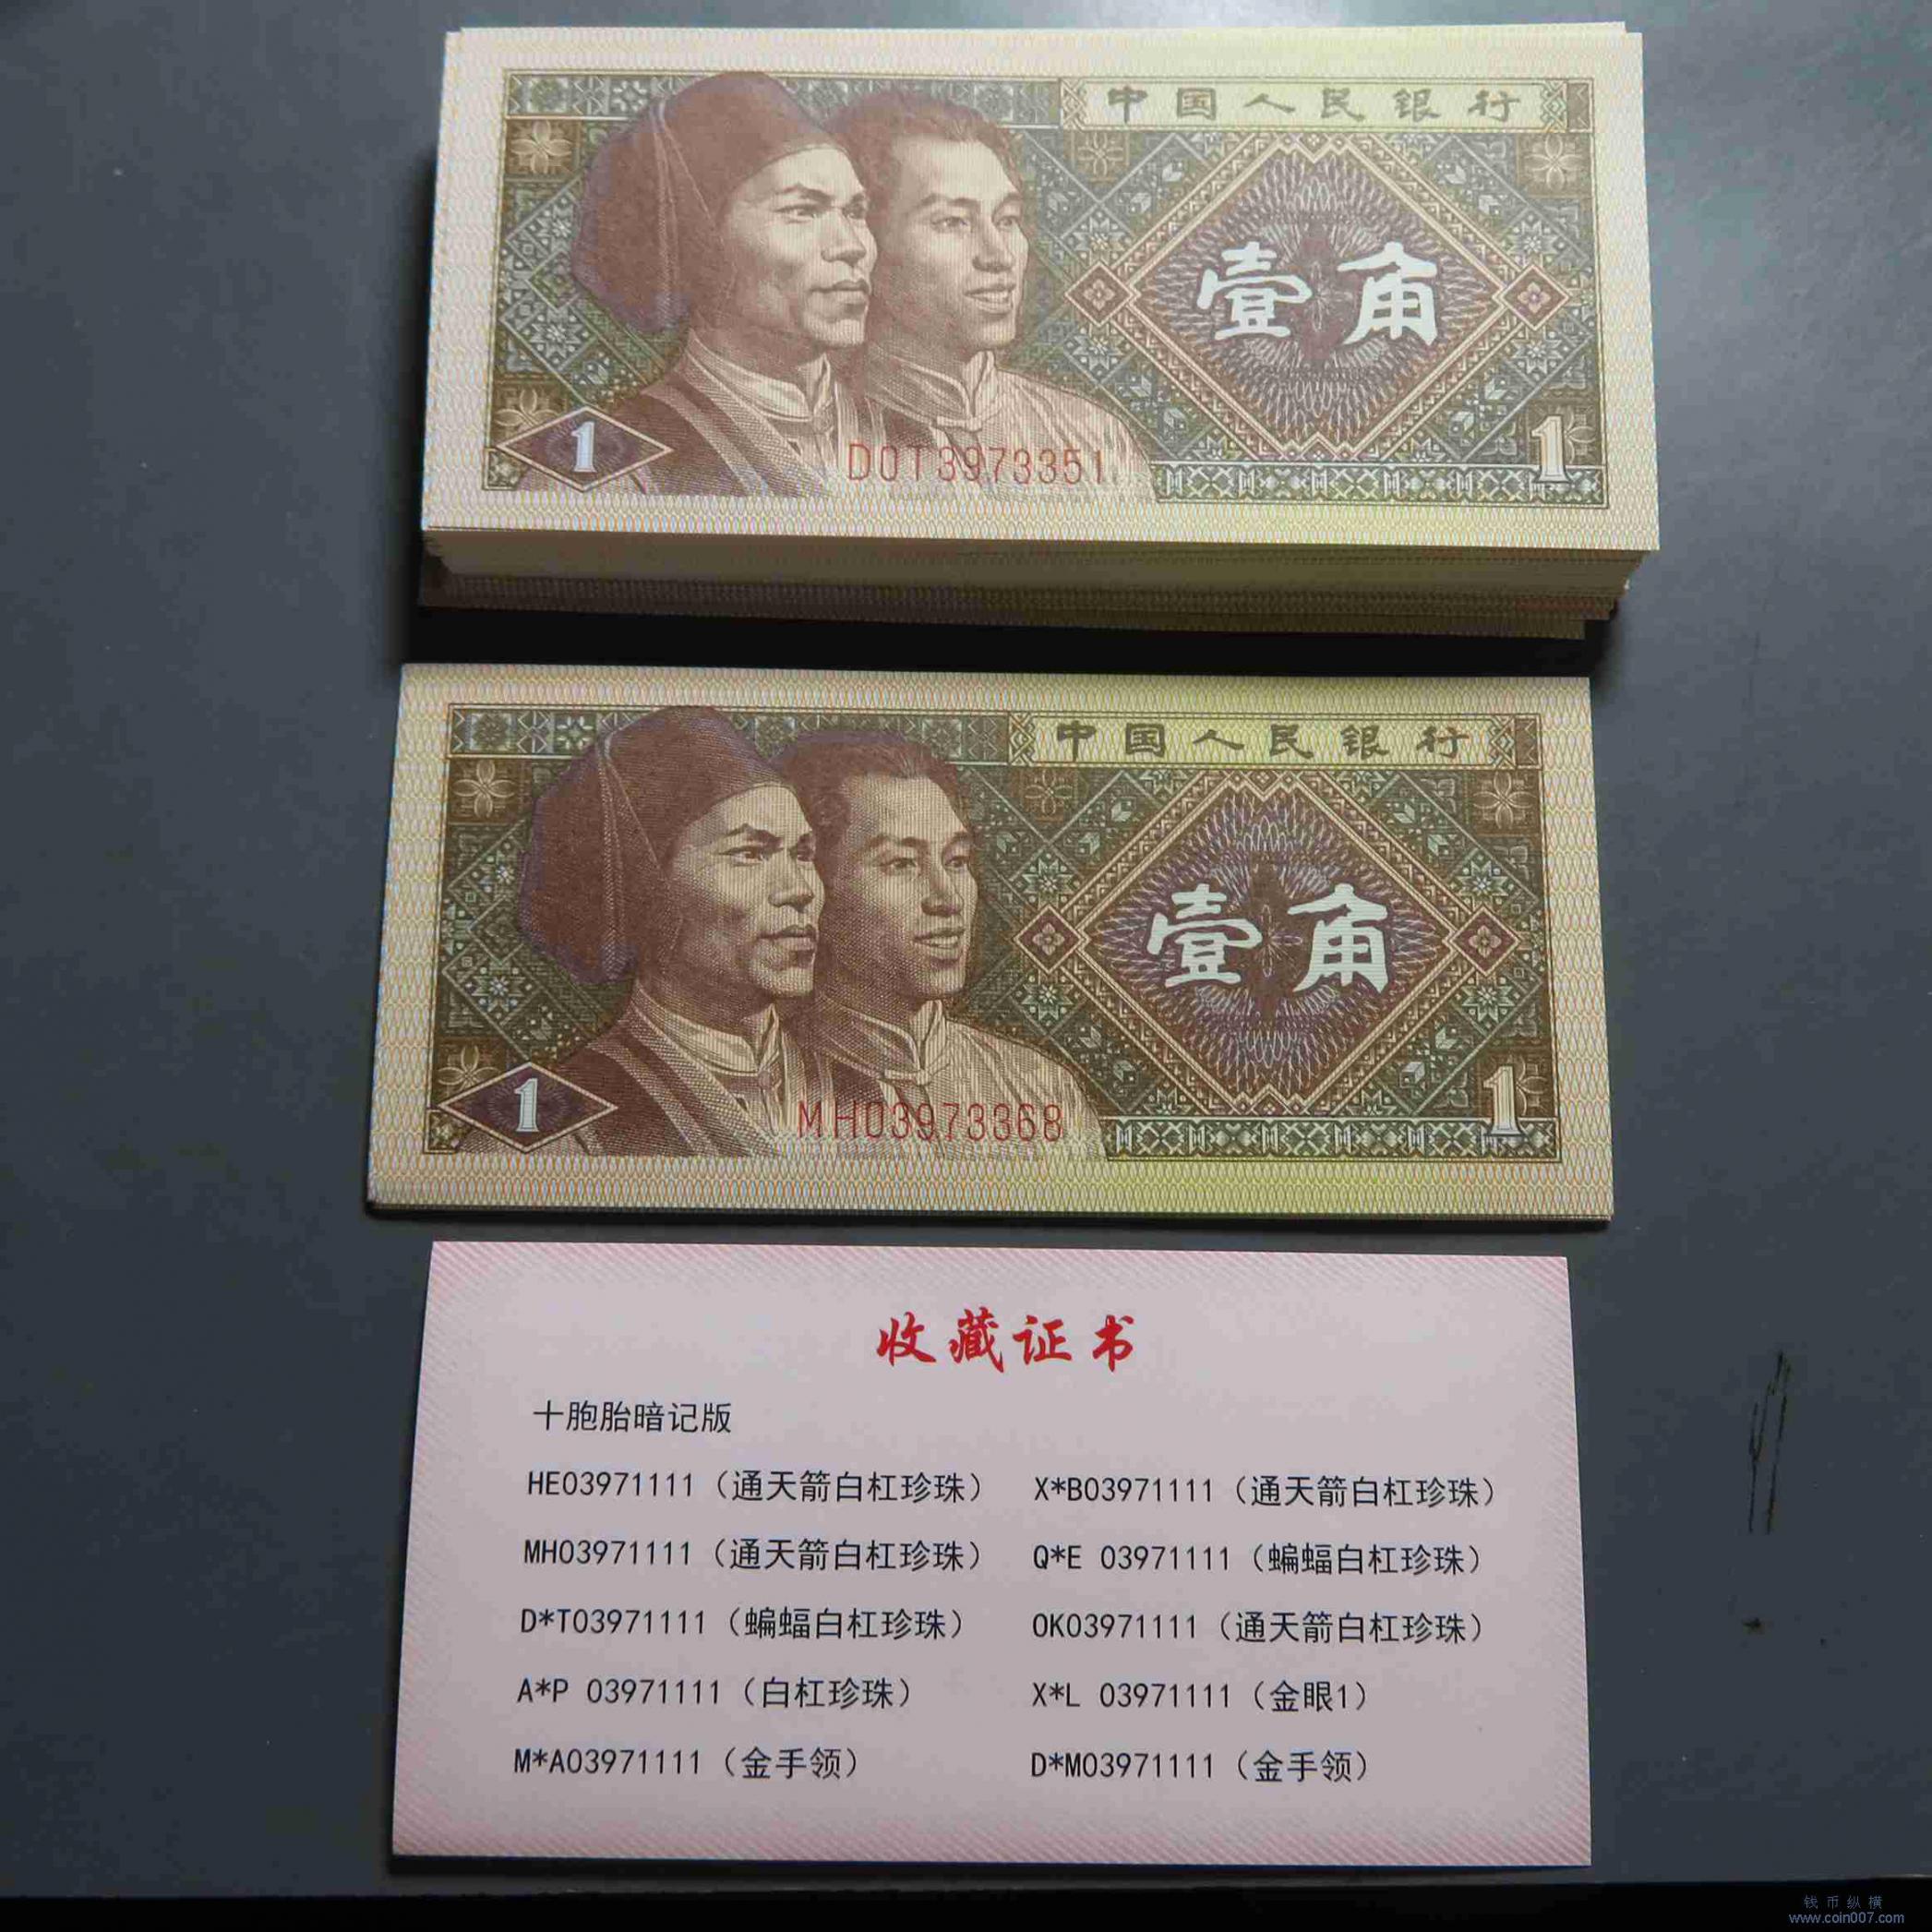 中国人民银行
壹角
1
1
D0T3973351
中国人民银行
壹角
1
1
MH03973368
收藏证书
十胞胎暗记版
HE03971111（通天箭白杠珍珠） X*B03971111（通天箭白杠珍珠）
MH03971111（通天箭白杠珍珠） Q*E 03971111（蝙蝠白杠珍珠）
D*T03971111（蝙蝠白杠珍珠） OK03971111（通天箭白杠珍珠）
A*P 03971111（白杠珍珠） X*L 03971111（金眼1）
M*A03971111（金手领） D*M03971111（金手领）
钱币纵横
www.coin007.com